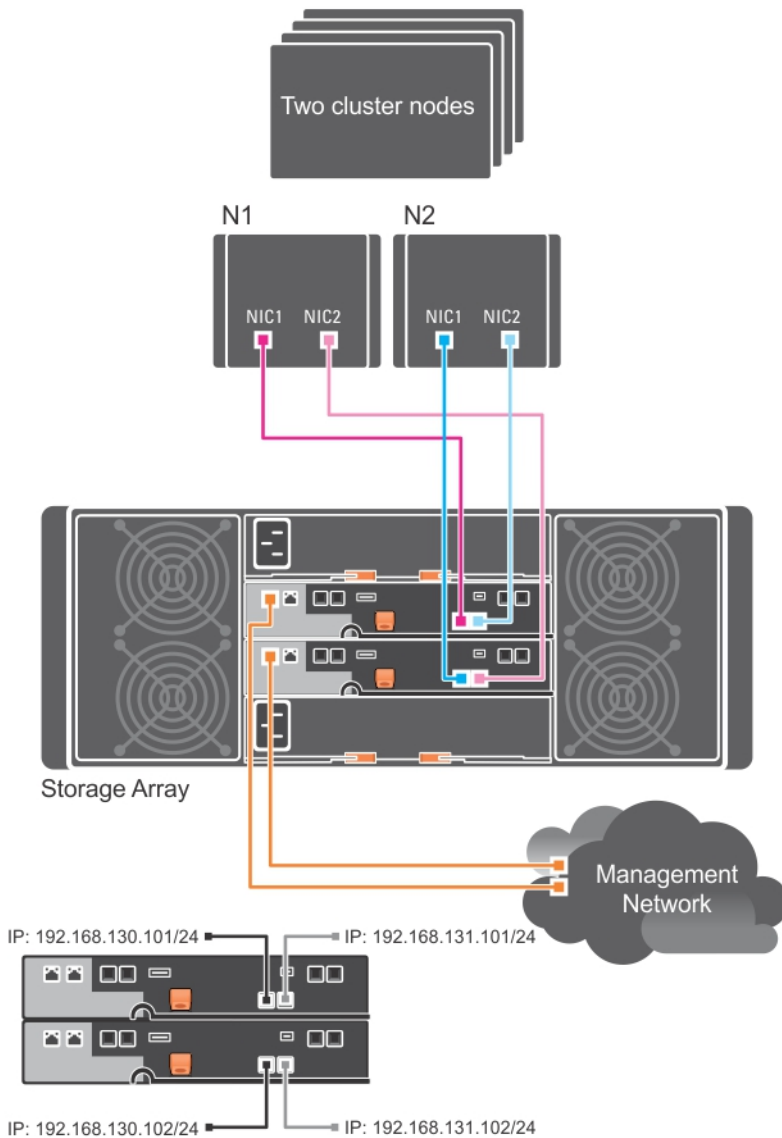 Two cluster nodes
N1
N2
NIC1
NIC2
NIC1
NIC2
Storage Array
Management
Network
IP: 192.168.130.101/24
IP: 192.168.131.101/24
IP: 192.168.130.102/24
IP: 192.168.131.102/24